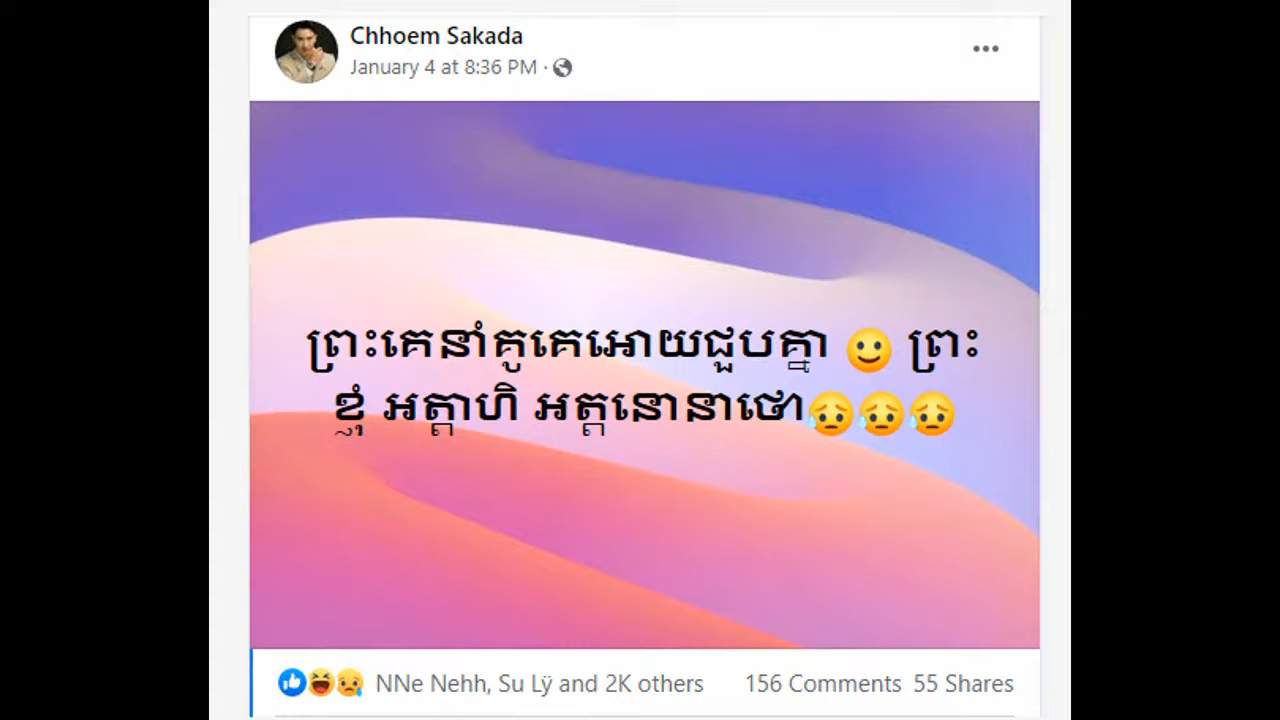 Chhoem Sakada
January 4 at 8:36 PM ·
ព្រះគេនាំគូគេអោយជួបគ្នា 🙂 ព្រះ
ខ្ញុំ អត្តាហិ អត្តនោនាថោ😥😥😥
NNe Nehh, Su Lÿ and 2K others 156 Comments 55 Shares